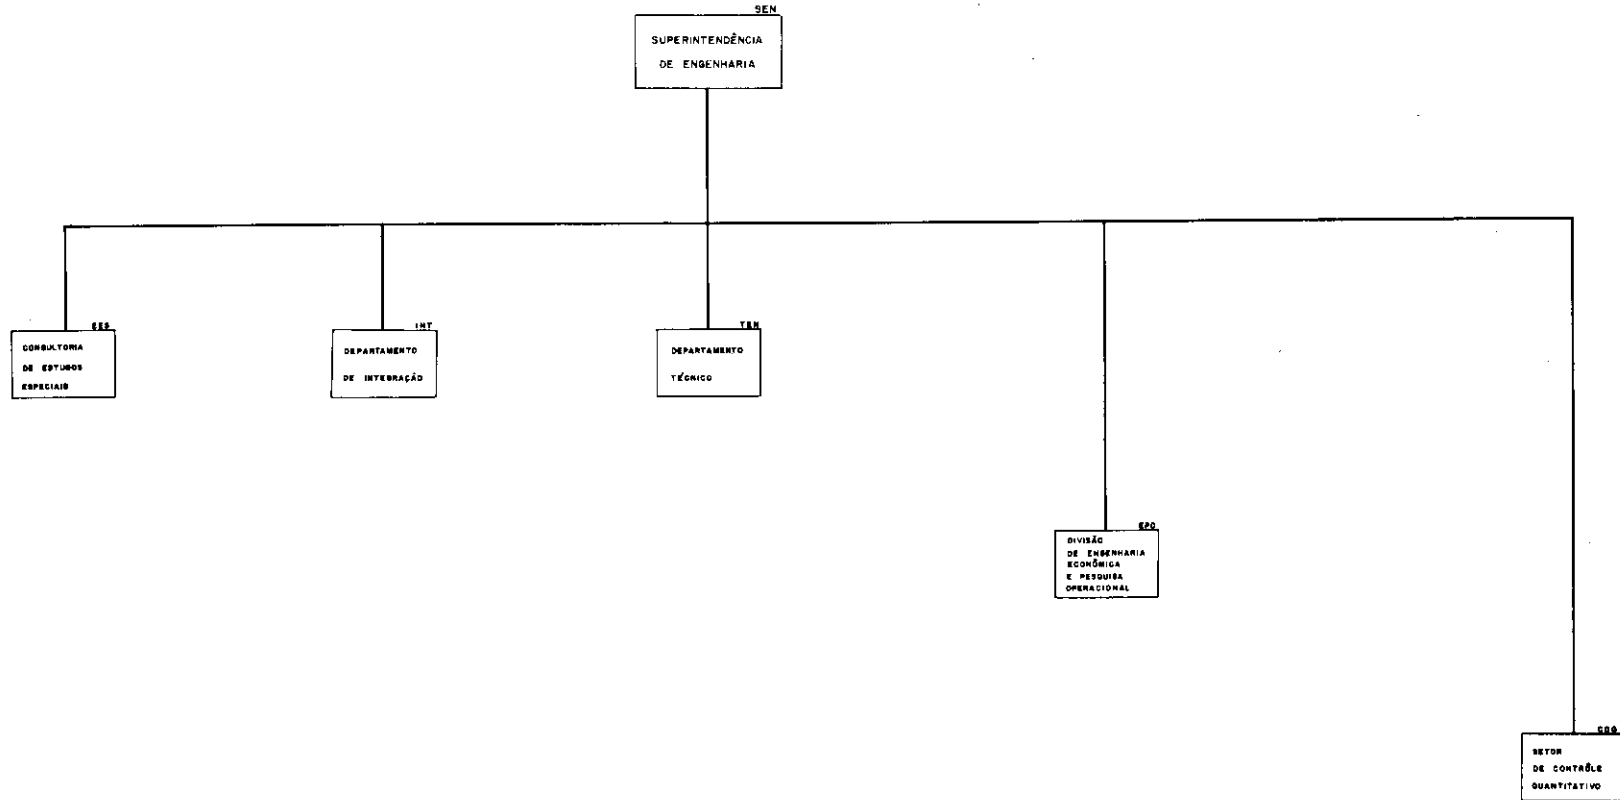 SEN
SUPERINTENDÊNCIA
DE ENGENHARIA
EES
CONSULTORIA
DE ESTUDOS
ESPECIAIS
INT
DEPARTAMENTO
DE INTEGRAÇÃO
TEN
DEPARTAMENTO
TÉCNICO
EPO
DIVISÃO
DE ENGENHARIA
ECONÔMICA
E PESQUISA
OPERACIONAL
SETOR
DE CONTRÔLE
QUANTITATIVO